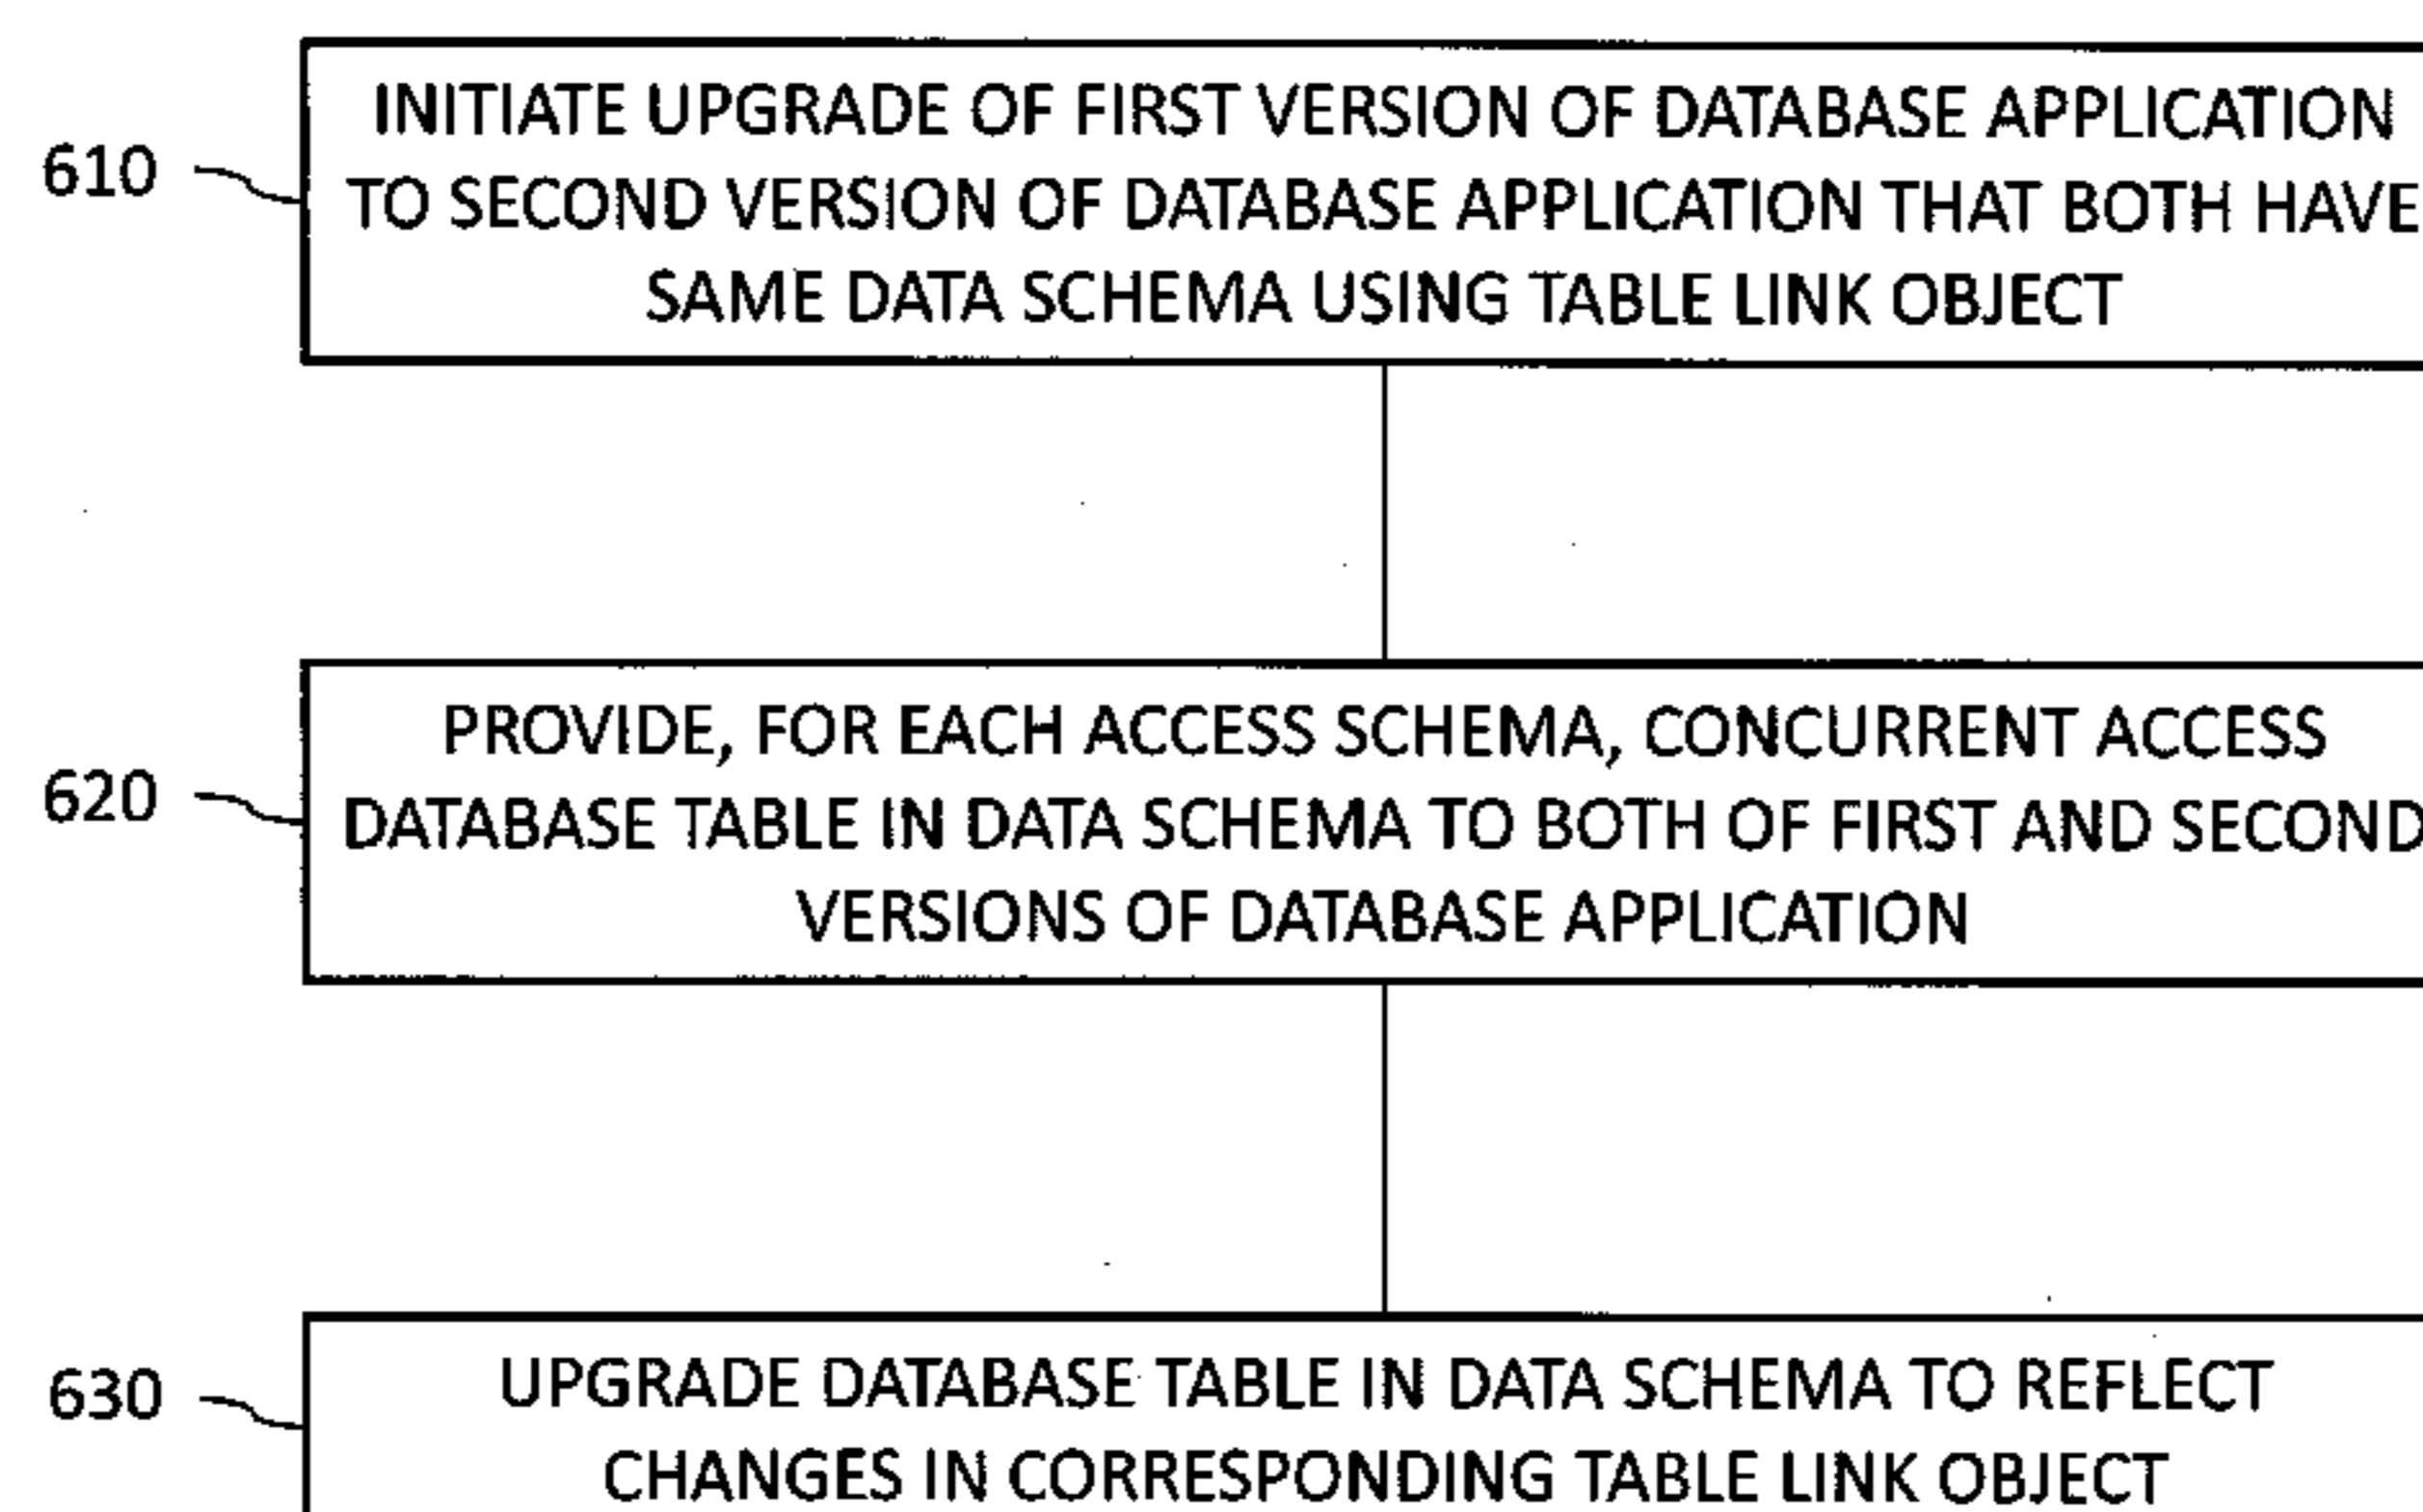 610
INITIATE UPGRADE OF FIRST VERSION OF DATABASE APPLICATION
TO SECOND VERSION OF DATABASE APPLICATION THAT BOTH HAVE
SAME DATA SCHEMA USING TABLE LINK OBJECT
620
PROVIDE, FOR EACH ACCESS SCHEMA, CONCURRENT ACCESS
DATABASE TABLE IN DATA SCHEMA TO BOTH OF FIRST AND SECOND
VERSIONS OF DATABASE APPLICATION
630
UPGRADE DATABASE TABLE IN DATA SCHEMA TO REFLECT
CHANGES IN CORRESPONDING TABLE LINK OBJECT